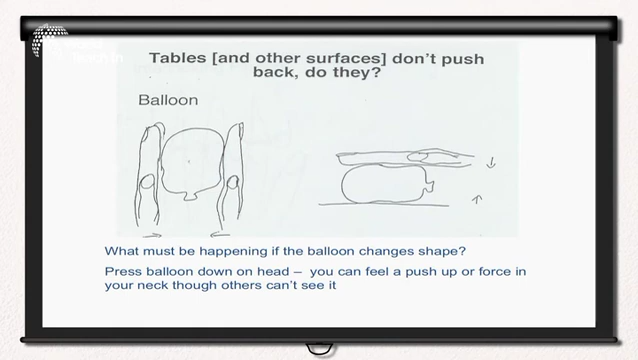 Tables [and other surfaces] don't push
back, do they?
Balloon
What must be happening if the balloon changes shape?
Press balloon down on head – you can feel a push up or force in
your neck though others can't see it